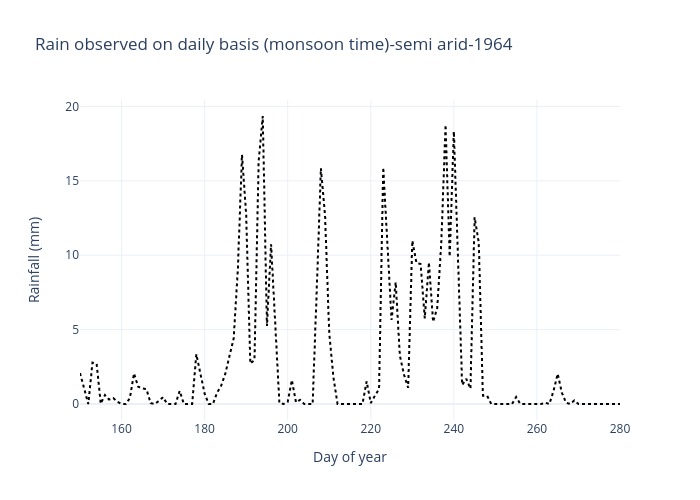 Rain observed on daily basis (monsoon time)-semi arid-1964
20
15
10
5
0
Rainfall (mm)
160 180 200 220 240 260 280
Day of year